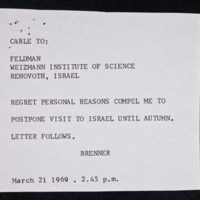 CABLE TO:
FELDMAN
WEIZMANN INSTITUTE OF SCIENCE
REHOVOTH, ISRAEL
REGRET PERSONAL REASONS COMPEL ME TO
POSTPONE VISIT TO ISRAEL UNTIL AUTUMN.
LETTER FOLLOWS.
BRENNER
March 21 1969 . 2.45 p.m.